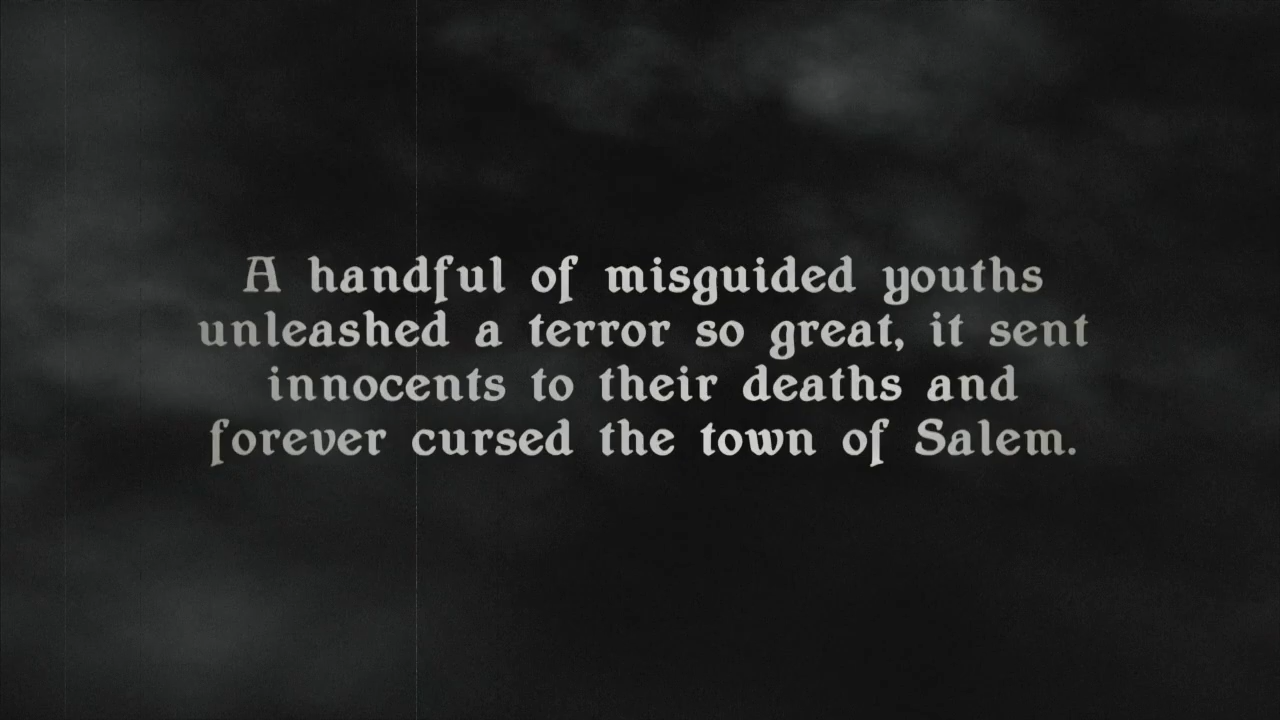 A handful of misguided youths
unleashed a terror so great, it sent
innocents to their deaths and
forever cursed the town of Salem.